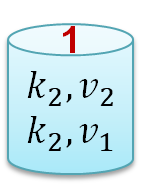 1
k₂, v₂
k₂, v₁